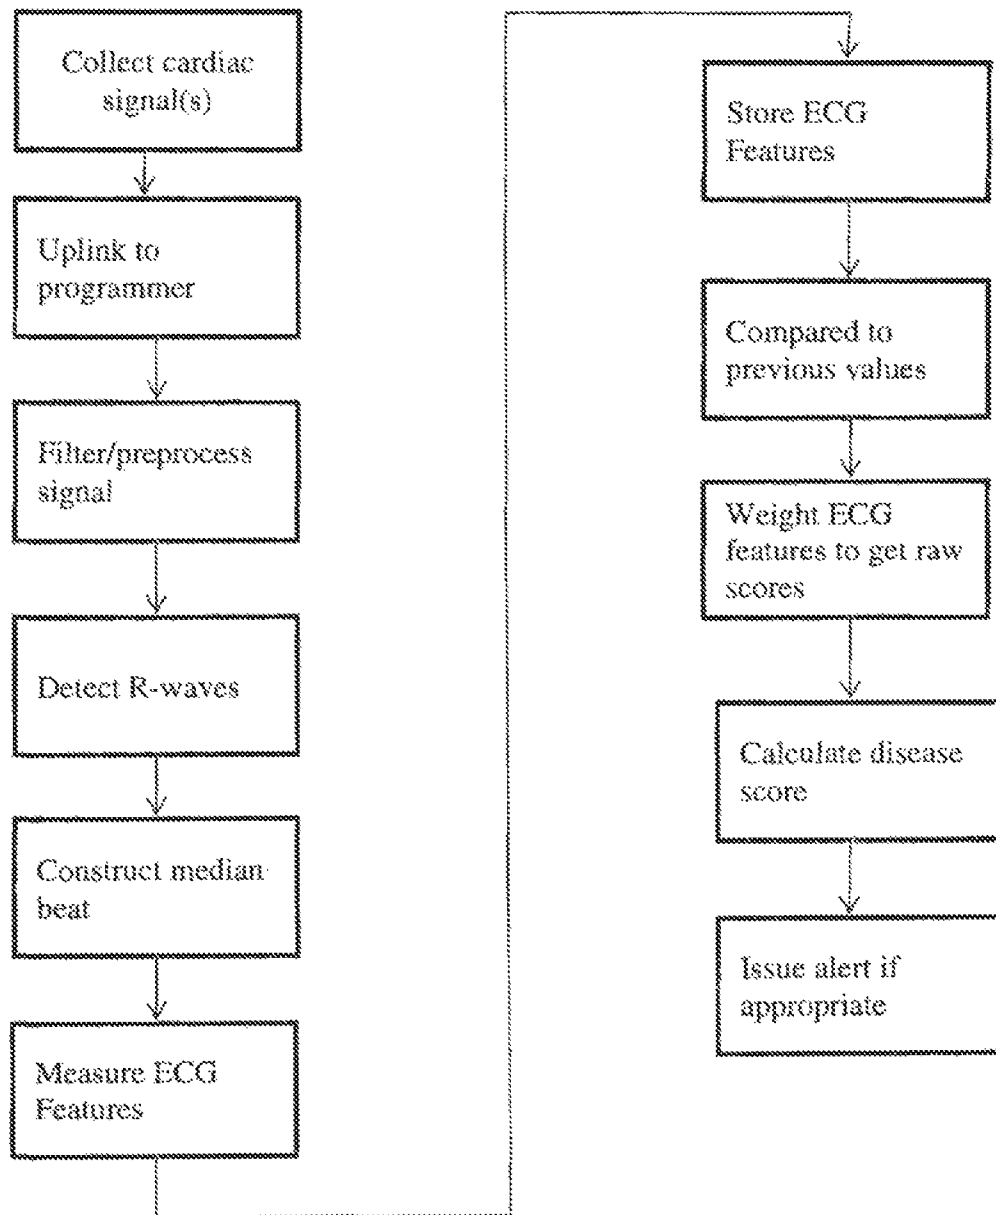 Collect cardiac
signal(s)
Uplink to
programmer
Filter/preprocess
signal
Detect R-waves
Construct median
beat
Measure ECG
Features
Store ECG
Features
Compared to
previous values
Weight ECG
features to get raw
scores
Calculate disease
score
Issue alert if
appropriate